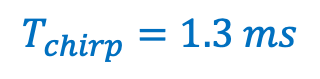 T_chirp = 1.3 ms